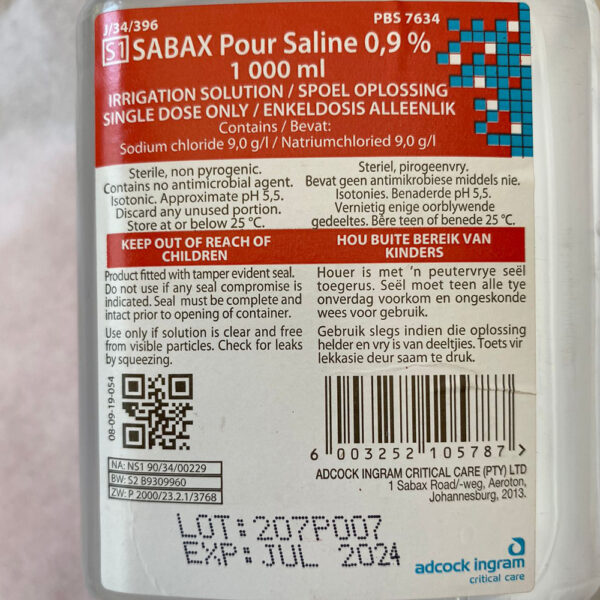 J/34/396
PBS 7634
S1 SABAX Pour Saline 0,9 %
1 000 ml
IRRIGATION SOLUTION / SPOEL OPLOSSING
SINGLE DOSE ONLY / ENKELDOSIS ALLEENLIK
Contains / Bevat:
Sodium chloride 9,0 g/l / Natriumchloried 9,0 g/l
Sterile, non pyrogenic.
Contains no antimicrobial agent.
Isotonic. Approximate pH 5,5.
Discard any unused portion.
Store at or below 25 °C.
Steriel, pirogeenvry.
Bevat geen antimikrobiese middels nie.
Isotonies. Benaderde pH 5,5.
Vernietig enige oorblywende
gedeeltes. Bêre teen of benede 25 °C.
KEEP OUT OF REACH OF
CHILDREN
HOU BUITE BEREIK VAN
KINDERS
Product fitted with tamper evident seal.
Do not use if any seal compromise is
indicated. Seal must be complete and
intact prior to opening of container.
Use only if solution is clear and free
from visible particles. Check for leaks
by squeezing.
Houer is met 'n peutervrye seël
toegerus. Seël moet teen alle tye
onverdag voorkom en ongeskonde
wees voor gebruik.
Gebruik slegs indien die oplossing
helder en vry is van deeltjies. Toets vir
lekkasie deur saam te druk.
08-09-19-054
NA: NS1 90/34/00229
BW: S2 B9309960
ZW: P 2000/23.2.1/3768
6 003252 105787 >
ADCOCK INGRAM CRITICAL CARE (PTY) LTD
1 Sabax Road/-weg, Aeroton,
Johannesburg, 2013.
LOT:207P007
EXP:JUL 2024
adcock ingram
critical care